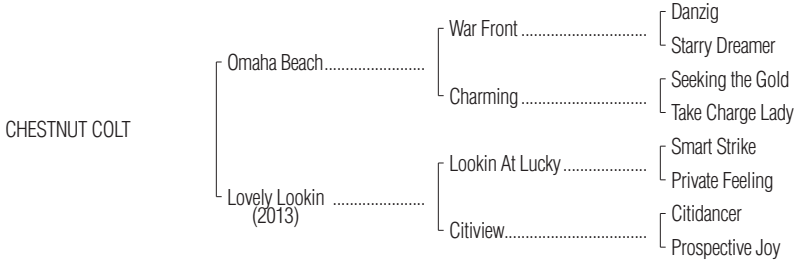 Danzig
War Front ..............................
Starry Dreamer
Omaha Beach........................
Seeking the Gold
Charming ..............................
Take Charge Lady
CHESTNUT COLT
Smart Strike
Lookin At Lucky ....................
Private Feeling
Lovely Lookin ......................
(2013)
Citidancer
Citiview..................................
Prospective Joy